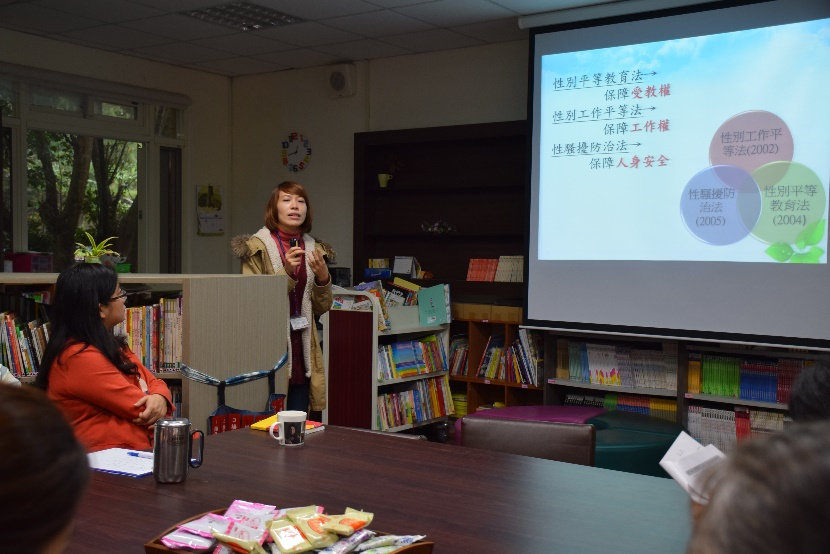 性別平等教育法→
保障受教權
性別工作平等法→
保障工作權
性騷擾防治法→
保障人身安全
性別工作平
等法(2002)
性騷擾防
治法
(2005)
性別平等
教育法
(2004)